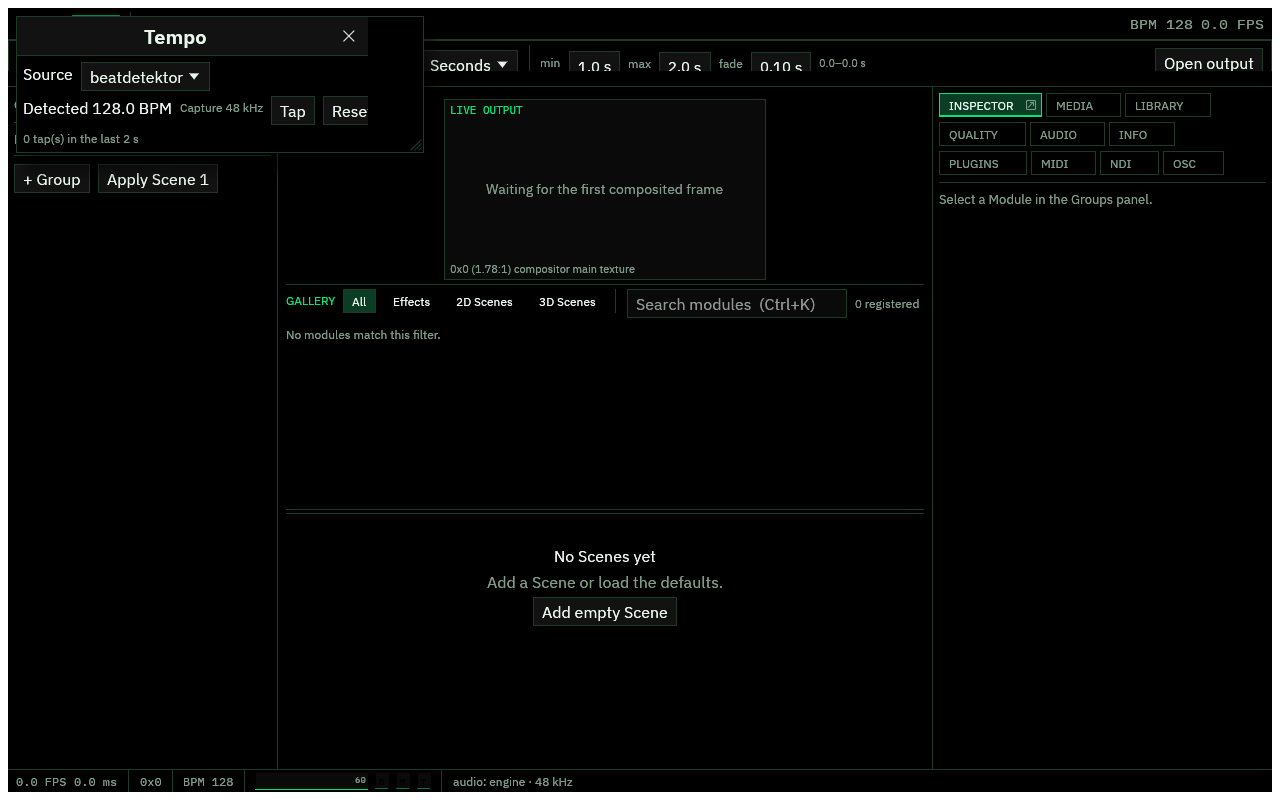 BPM 128 0.0 FPS
Tempo
Source beatdetektor
Detected 128.0 BPM Capture 48 kHz Tap Rese
0 tap(s) in the last 2 s
Seconds min 1.0 s max 2.0 s fade 0.10 s 0.0–0.0 s Open output
+ Group Apply Scene 1
LIVE OUTPUT
Waiting for the first composited frame
0x0 (1.78:1) compositor main texture
GALLERY All Effects 2D Scenes 3D Scenes Search modules (Ctrl+K) 0 registered
No modules match this filter.
No Scenes yet
Add a Scene or load the defaults.
Add empty Scene
INSPECTOR MEDIA LIBRARY
QUALITY AUDIO INFO
PLUGINS MIDI NDI OSC
Select a Module in the Groups panel.
0.0 FPS 0.0 ms 0x0 BPM 128 60 audio: engine · 48 kHz